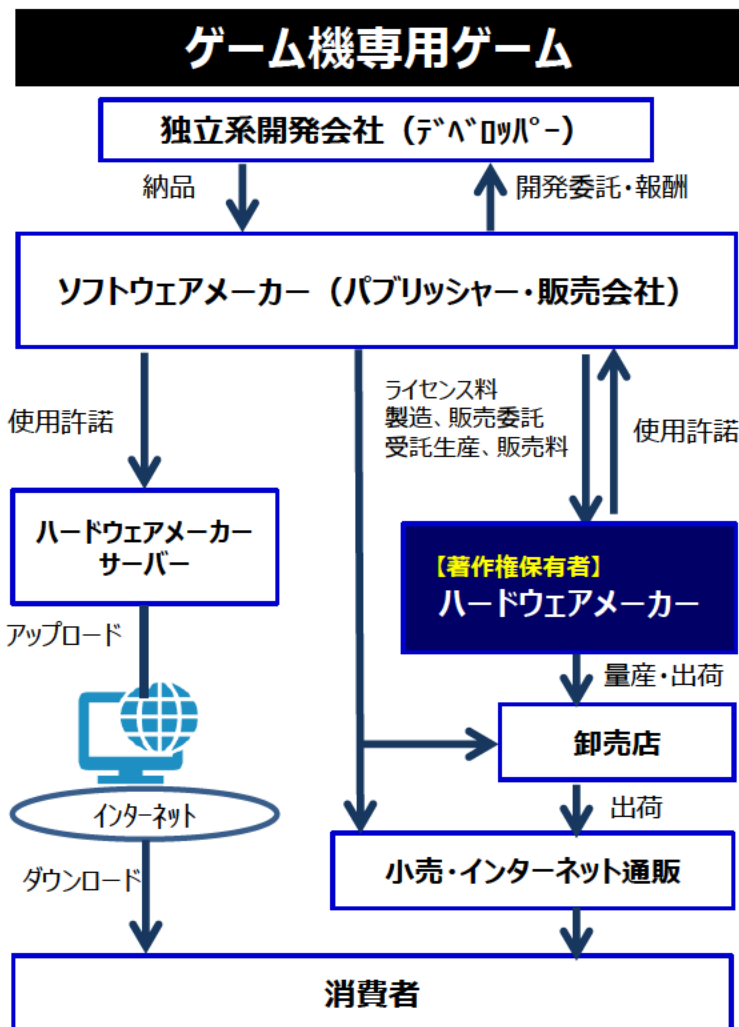 ゲーム機専用ゲーム
独立系開発会社（ﾃﾞﾍﾞﾛｯﾊﾟｰ）
納品
開発委託・報酬
ソフトウェアメーカー（パブリッシャー・販売会社）
使用許諾
ライセンス料
製造、販売委託
受託生産、販売料
使用許諾
ハードウェアメーカー
サーバー
【著作権保有者】
ハードウェアメーカー
アップロード
量産・出荷
卸売店
インターネット
出荷
ダウンロード
小売・インターネット通販
消費者